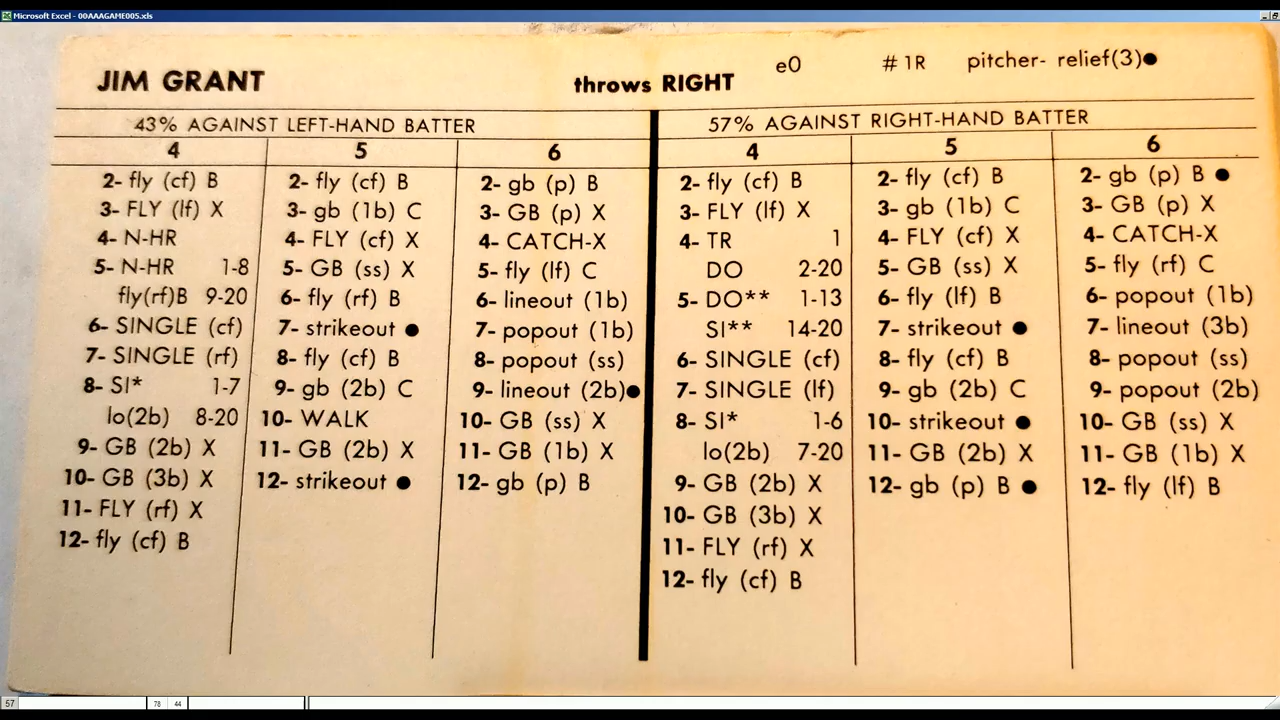 Microsoft Excel - 00AAAGAME005.xls
JIM GRANT
throws RIGHT
e0
# 1R
pitcher- relief(3)●
43% AGAINST LEFT-HAND BATTER
4
2- fly (cf) B
3- FLY (lf) X
4- N-HR
5- N-HR 1-8
fly(rf)B 9-20
6- SINGLE (cf)
7- SINGLE (rf)
8- SI* 1-7
lo(2b) 8-20
9- GB (2b) X
10- GB (3b) X
11- FLY (rf) X
12- fly (cf) B
5
2- fly (cf) B
3- gb (1b) C
4- FLY (cf) X
5- GB (ss) X
6- fly (rf) B
7- strikeout ●
8- fly (cf) B
9- gb (2b) C
10- WALK
11- GB (2b) X
12- strikeout ●
6
2- gb (p) B
3- GB (p) X
4- CATCH-X
5- fly (lf) C
6- lineout (1b)
7- popout (1b)
8- popout (ss)
9- lineout (2b)●
10- GB (ss) X
11- GB (1b) X
12- gb (p) B
57% AGAINST RIGHT-HAND BATTER
4
2- fly (cf) B
3- FLY (lf) X
4- TR 1
DO 2-20
5- DO** 1-13
SI** 14-20
6- SINGLE (cf)
7- SINGLE (lf)
8- SI* 1-6
lo(2b) 7-20
9- GB (2b) X
10- GB (3b) X
11- FLY (rf) X
12- fly (cf) B
5
2- fly (cf) B
3- gb (1b) C
4- FLY (cf) X
5- GB (ss) X
6- fly (lf) B
7- strikeout ●
8- fly (cf) B
9- gb (2b) C
10- strikeout ●
11- GB (2b) X
12- gb (p) B ●
6
2- gb (p) B ●
3- GB (p) X
4- CATCH-X
5- fly (rf) C
6- popout (1b)
7- lineout (3b)
8- popout (ss)
9- popout (2b)
10- GB (ss) X
11- GB (1b) X
12- fly (lf) B
57
78
44